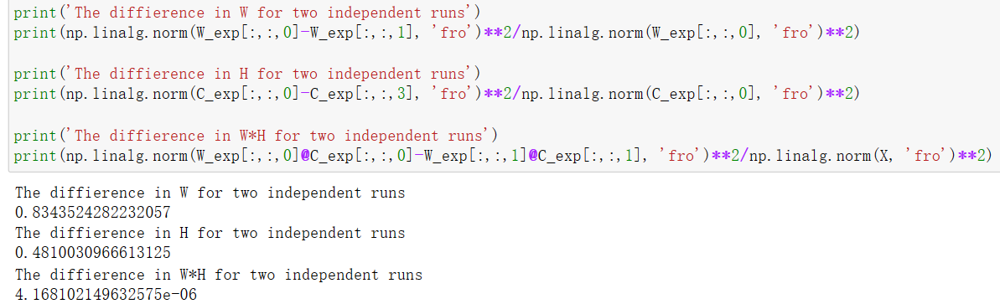 print('The diffierence in W for two independent runs')
print(np.linalg.norm(W_exp[:,:,0]-W_exp[:,:,1], 'fro')**2/np.linalg.norm(W_exp[:,:,0], 'fro')**2)
print('The diffierence in H for two independent runs')
print(np.linalg.norm(C_exp[:,:,0]-C_exp[:,:,3], 'fro')**2/np.linalg.norm(C_exp[:,:,0], 'fro')**2)
print('The diffierence in W*H for two independent runs')
print(np.linalg.norm(W_exp[:,:,0]@C_exp[:,:,0]-W_exp[:,:,1]@C_exp[:,:,1], 'fro')**2/np.linalg.norm(X, 'fro')**2)
The diffierence in W for two independent runs
0.8343524282232057
The diffierence in H for two independent runs
0.4810030966613125
The diffierence in W*H for two independent runs
4.168102149632575e-06